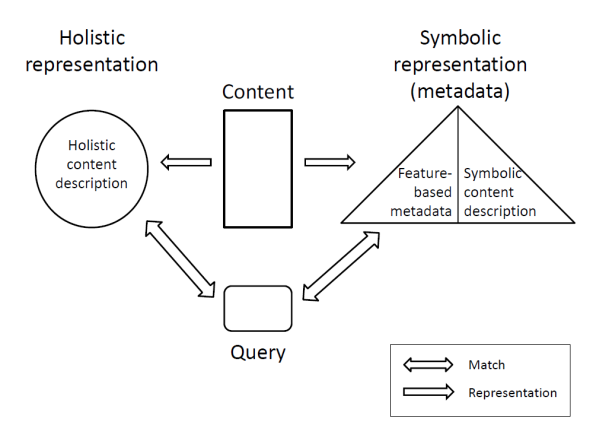 Holistic
representation
Symbolic
representation
(metadata)
Content
Holistic
content
description
Feature-
based
metadata
Symbolic
content
description
Query
Match
Representation